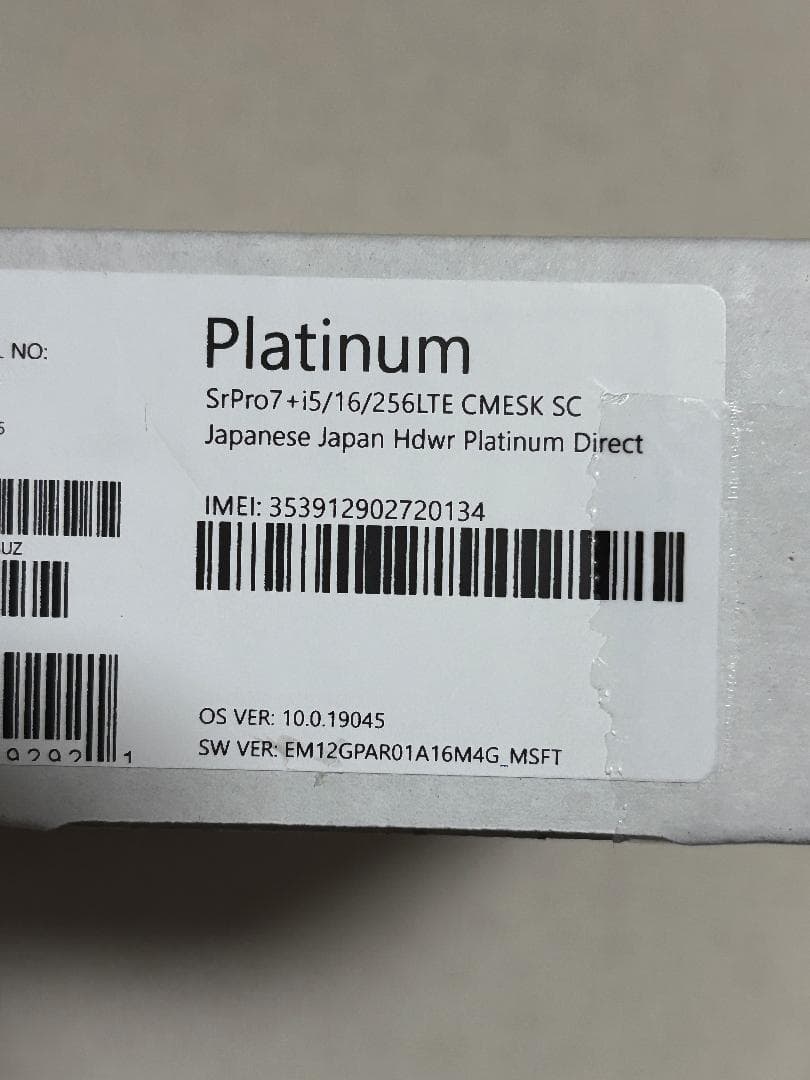 NO:
Platinum
SrPro7+i5/16/256LTE CMESK SC
Japanese Japan Hdwr Platinum Direct
IMEI: 353912902720134
UZ
OS VER: 10.0.19045
SW VER: EM12GPAR01A16M4G_MSFT
1